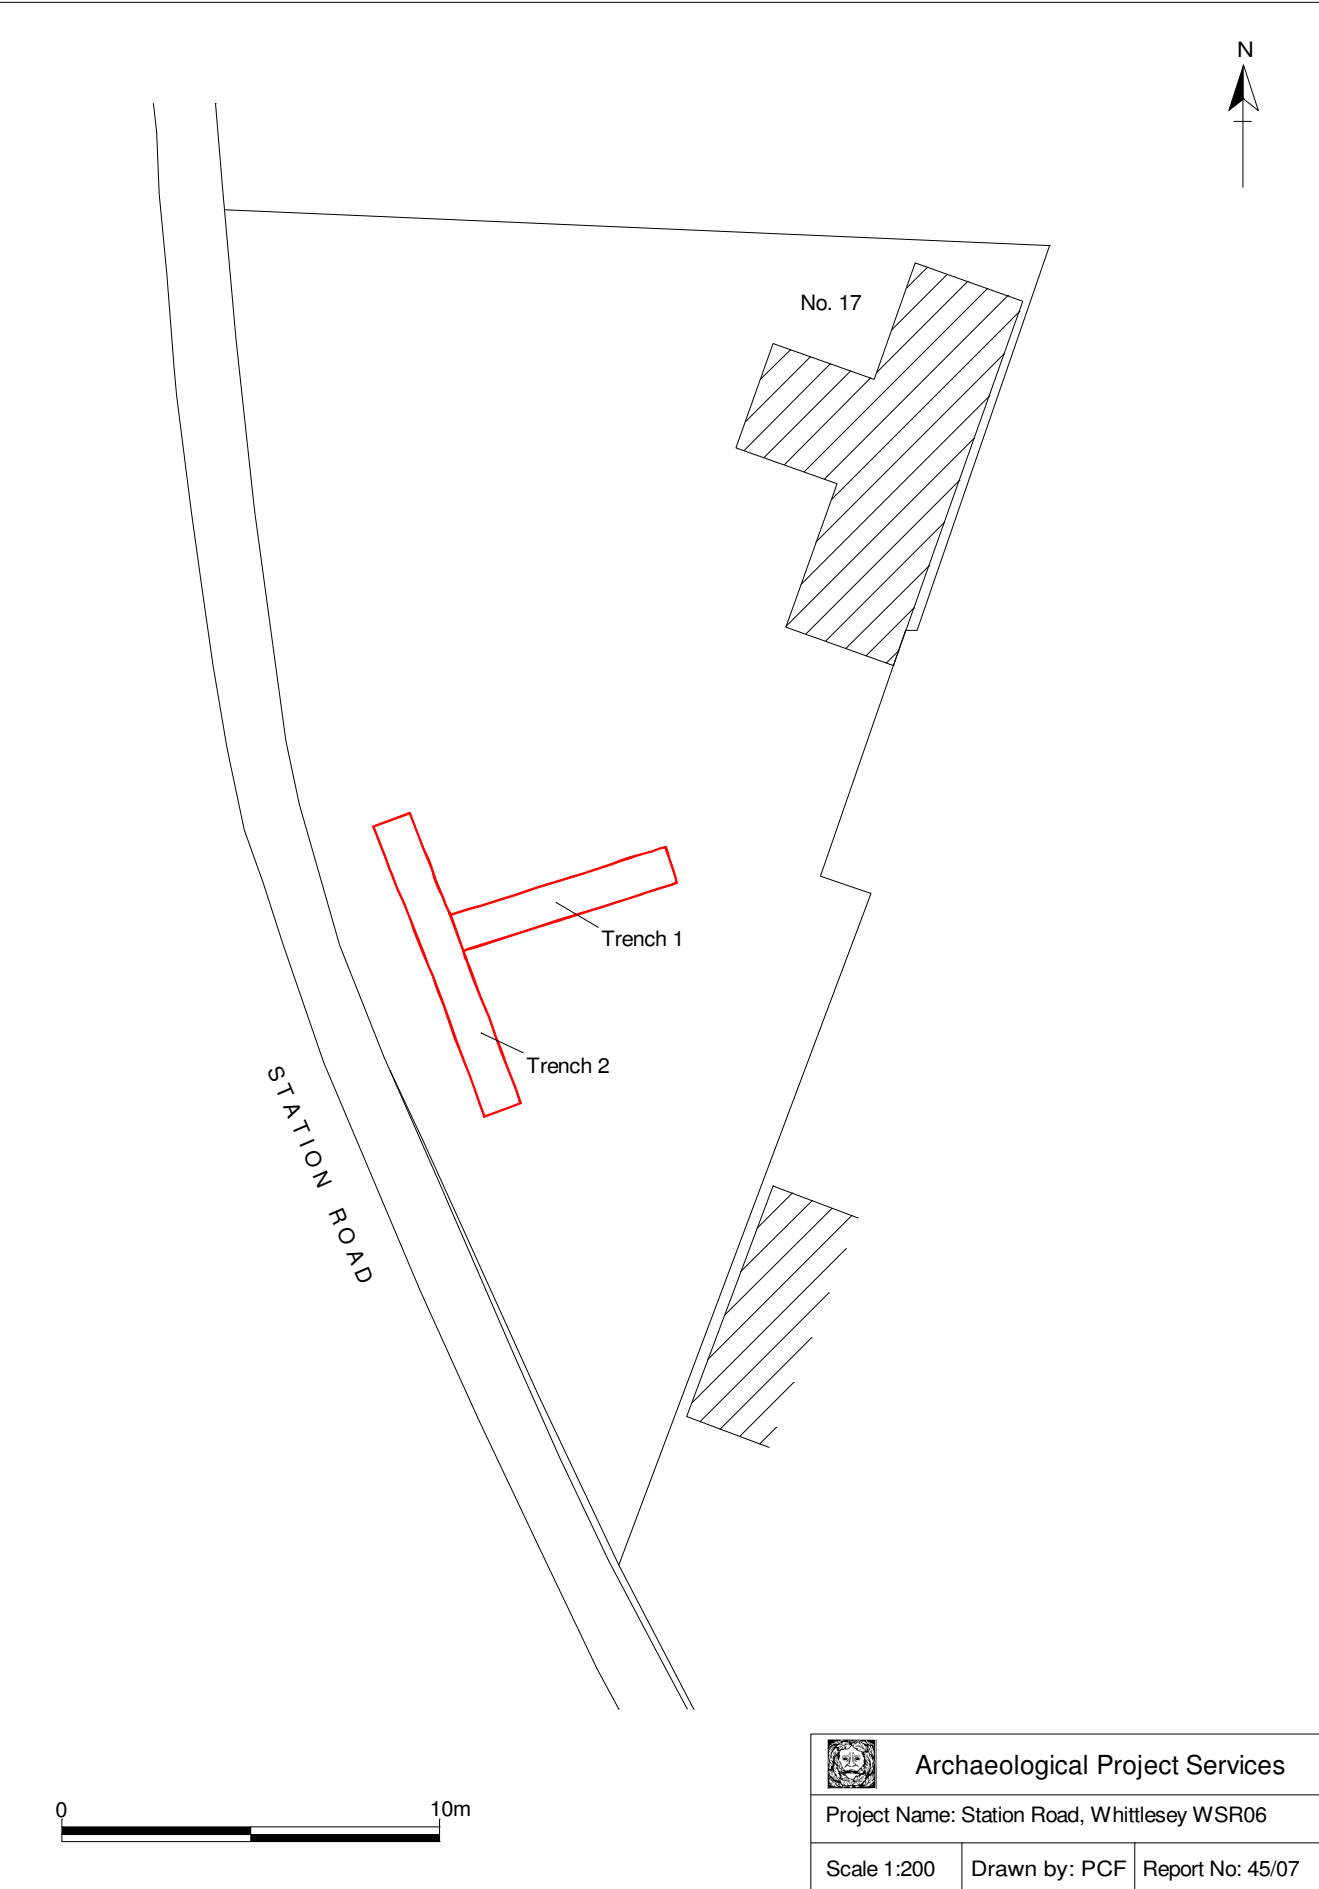 N
No. 17
Trench 1
Trench 2
STATION ROAD
0 10m
Archaeological Project Services
Project Name: Station Road, Whittlesey WSR06
Scale 1:200 Drawn by: PCF Report No: 45/07